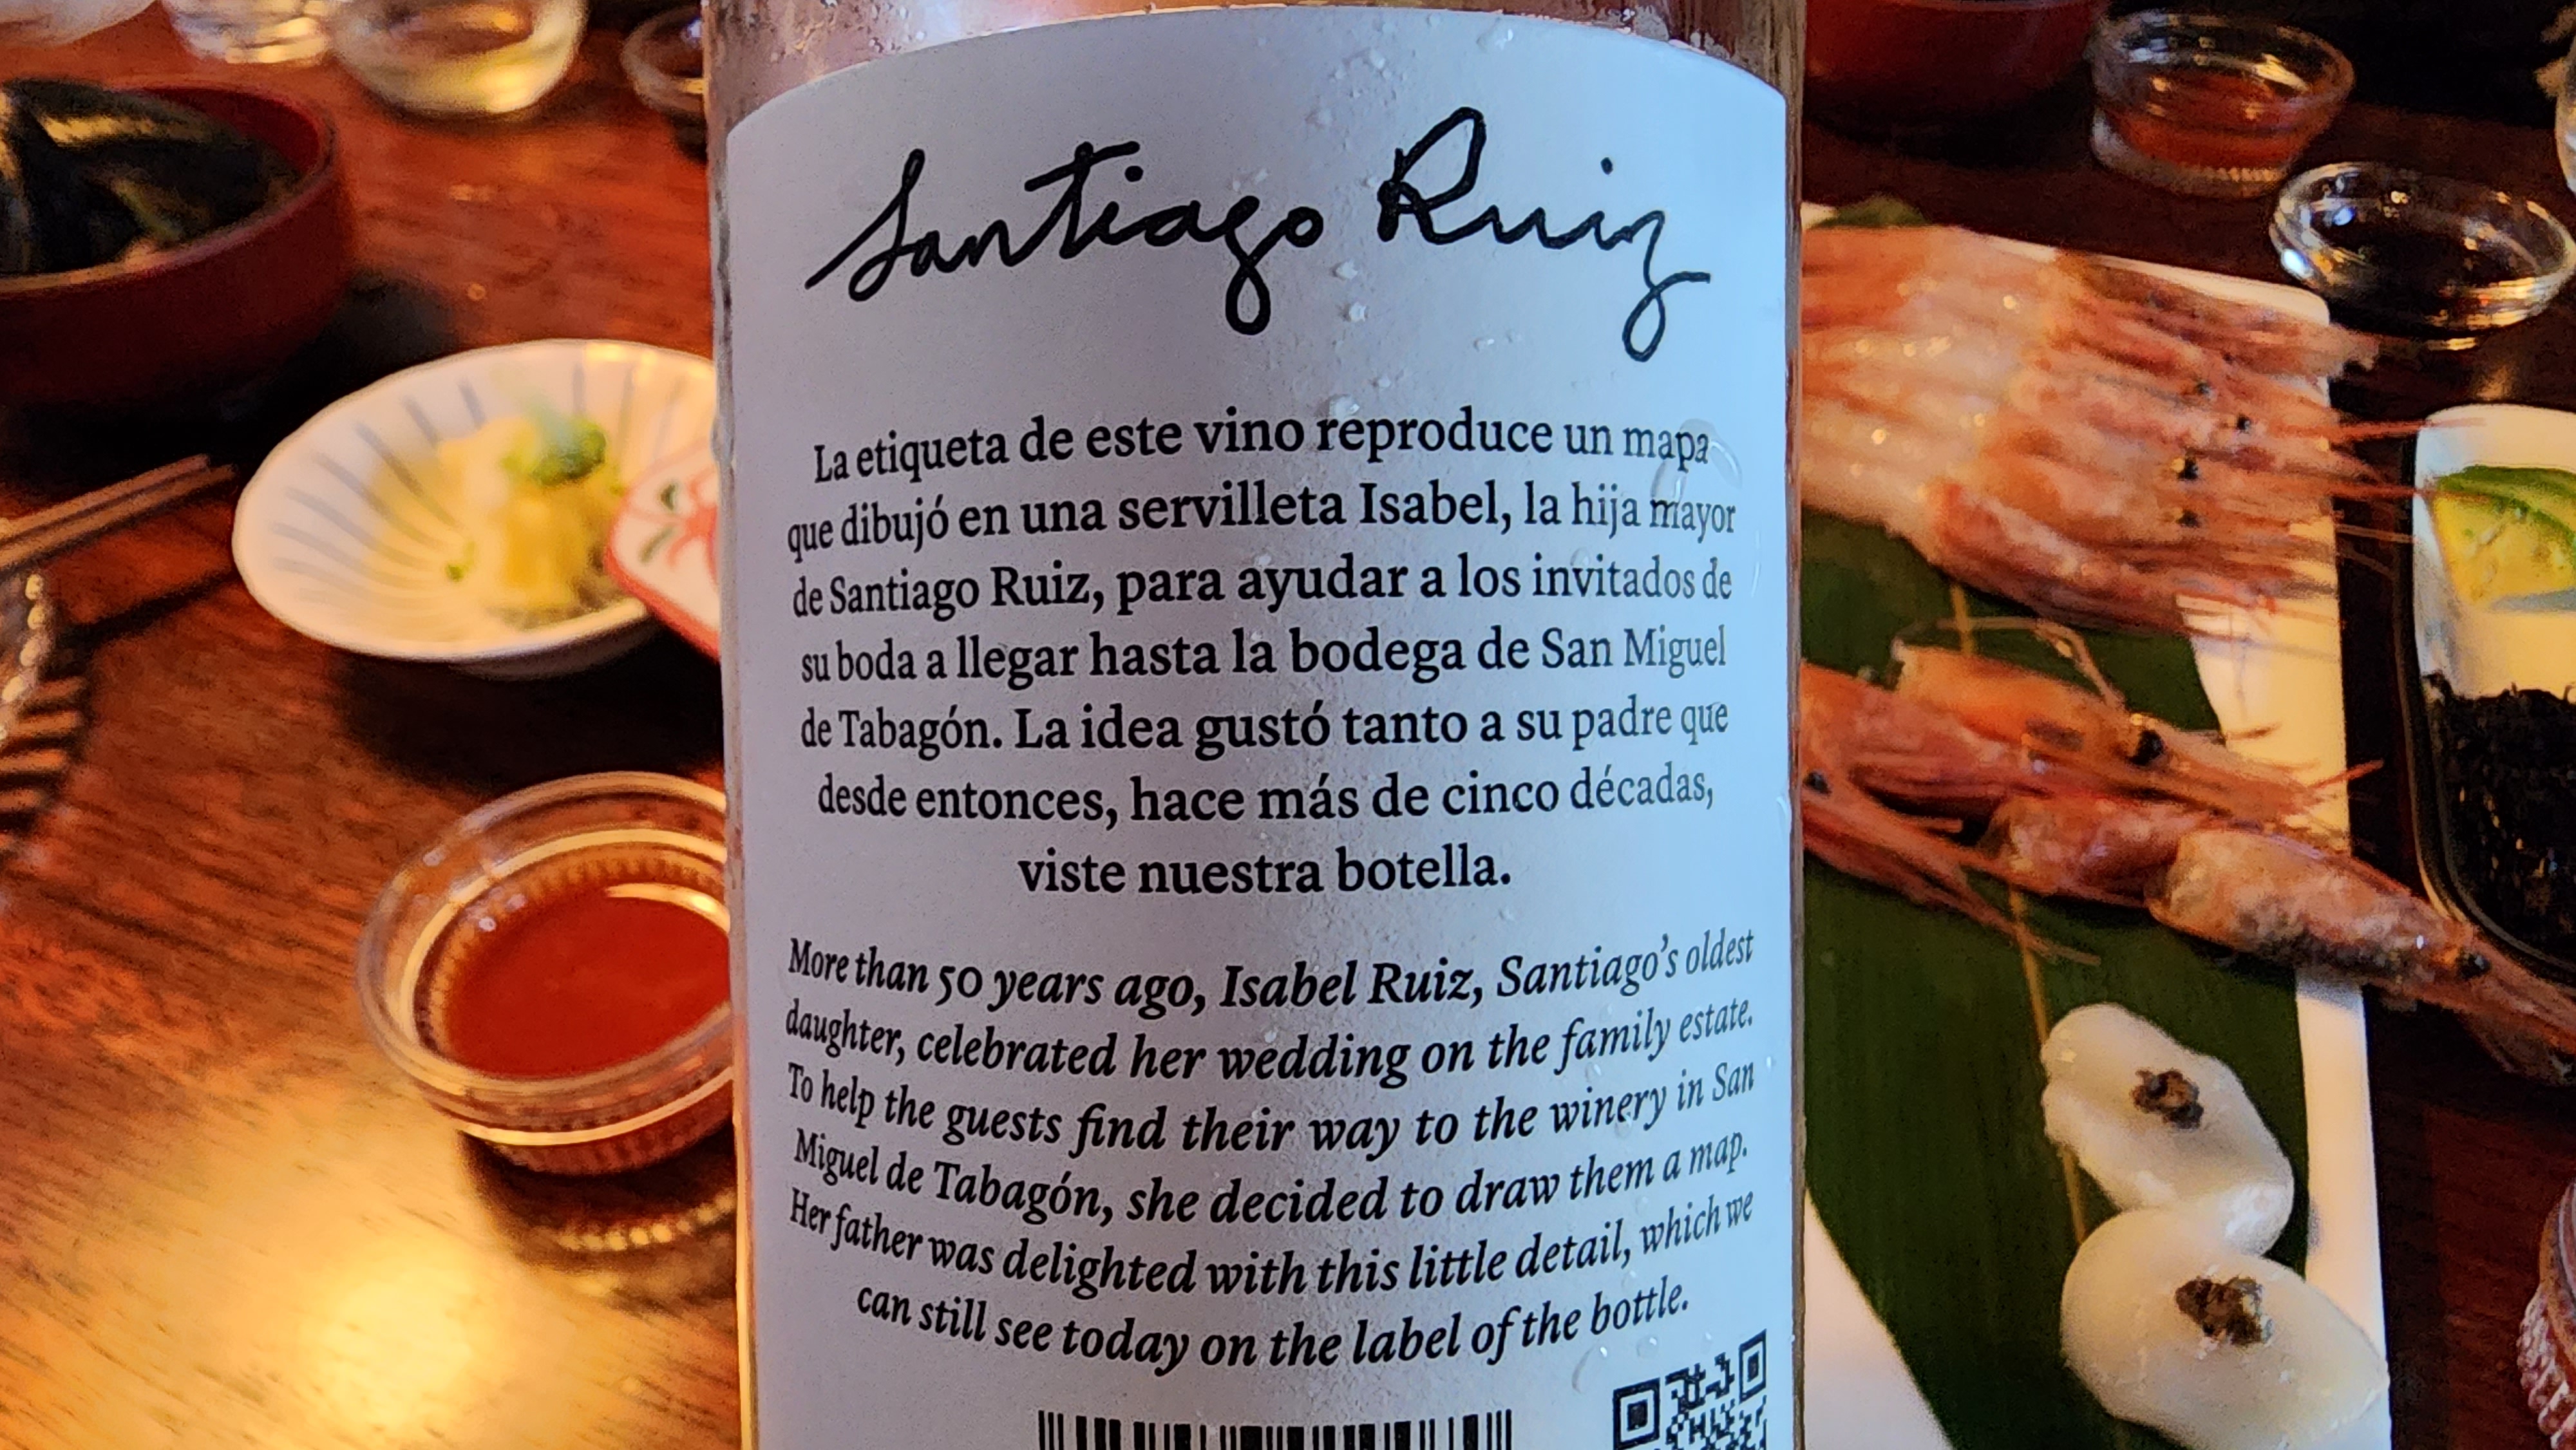 Santiago Ruiz
La etiqueta de este vino reproduce un mapa
que dibujó en una servilleta Isabel, la hija mayor
de Santiago Ruiz, para ayudar a los invitados de
su boda a llegar hasta la bodega de San Miguel
de Tabagón. La idea gustó tanto a su padre que
desde entonces, hace más de cinco décadas,
viste nuestra botella.
More than 50 years ago, Isabel Ruiz, Santiago's oldest
daughter, celebrated her wedding on the family estate.
To help the guests find their way to the winery in San
Miguel de Tabagón, she decided to draw them a map.
Her father was delighted with this little detail, which we
can still see today on the label of the bottle.